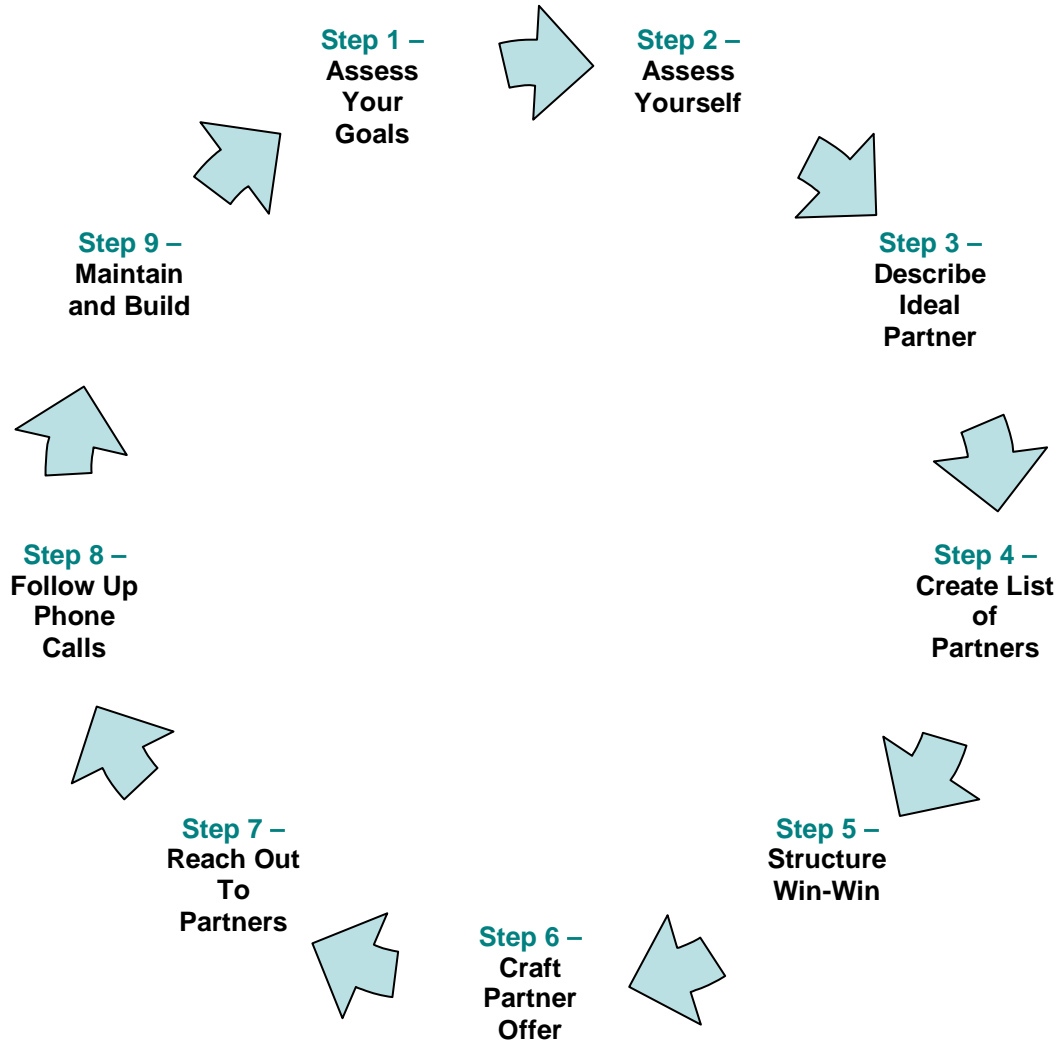 Step 1 –
Assess
Your
Goals
Step 2 –
Assess
Yourself
Step 3 –
Describe
Ideal
Partner
Step 4 –
Create List
of
Partners
Step 5 –
Structure
Win-Win
Step 6 –
Craft
Partner
Offer
Step 7 –
Reach Out
To
Partners
Step 8 –
Follow Up
Phone
Calls
Step 9 –
Maintain
and Build